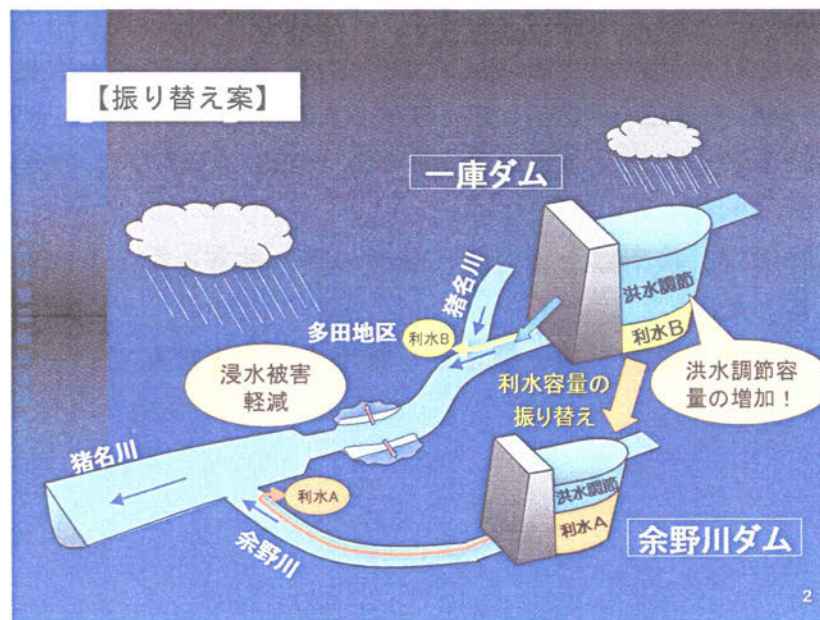 【振り替え案】
一庫ダム
猪名川
洪水調節
利水B
多田地区
利水B
浸水被害
軽減
利水容量の
振り替え
洪水調節容
量の増加!
猪名川
利水A
洪水調節
利水A
余野川
余野川ダム
2